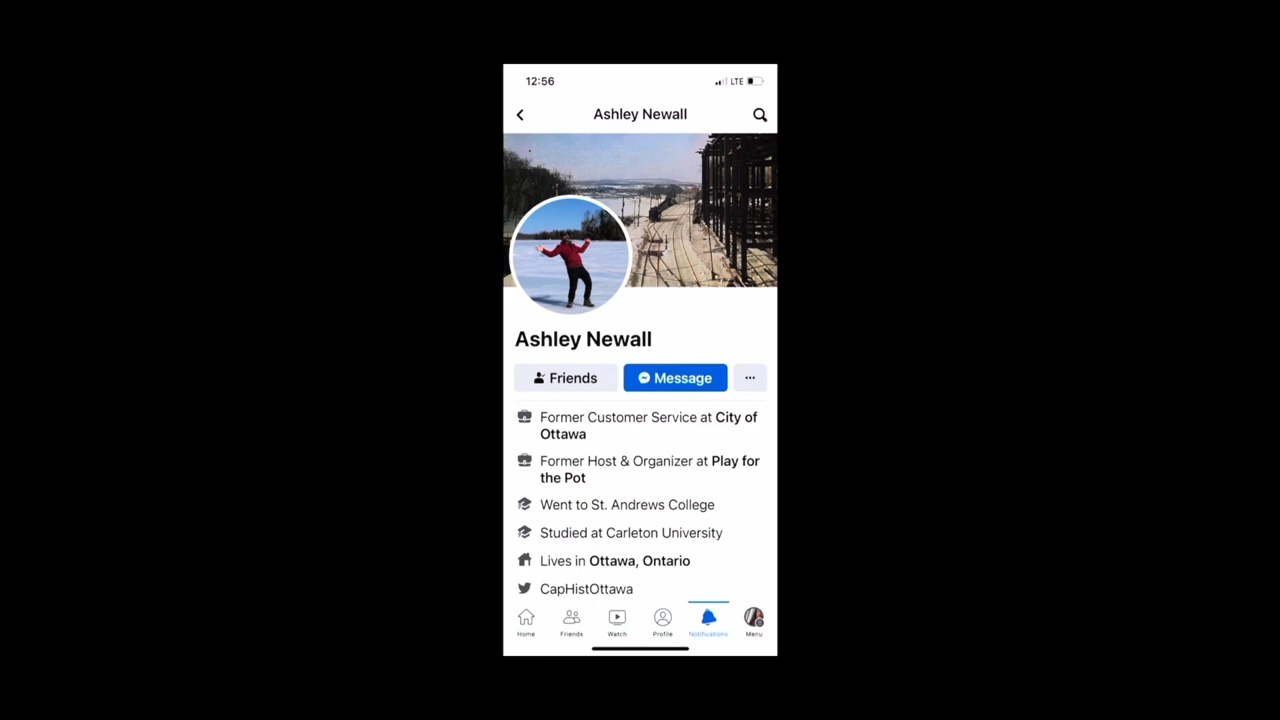 12:56
LTE
Ashley Newall
Ashley Newall
Friends
Message
Former Customer Service at City of
Ottawa
Former Host & Organizer at Play for
the Pot
Went to St. Andrews College
Studied at Carleton University
Lives in Ottawa, Ontario
CapHistOttawa
Home
Friends
Watch
Profile
Notifications
Menu